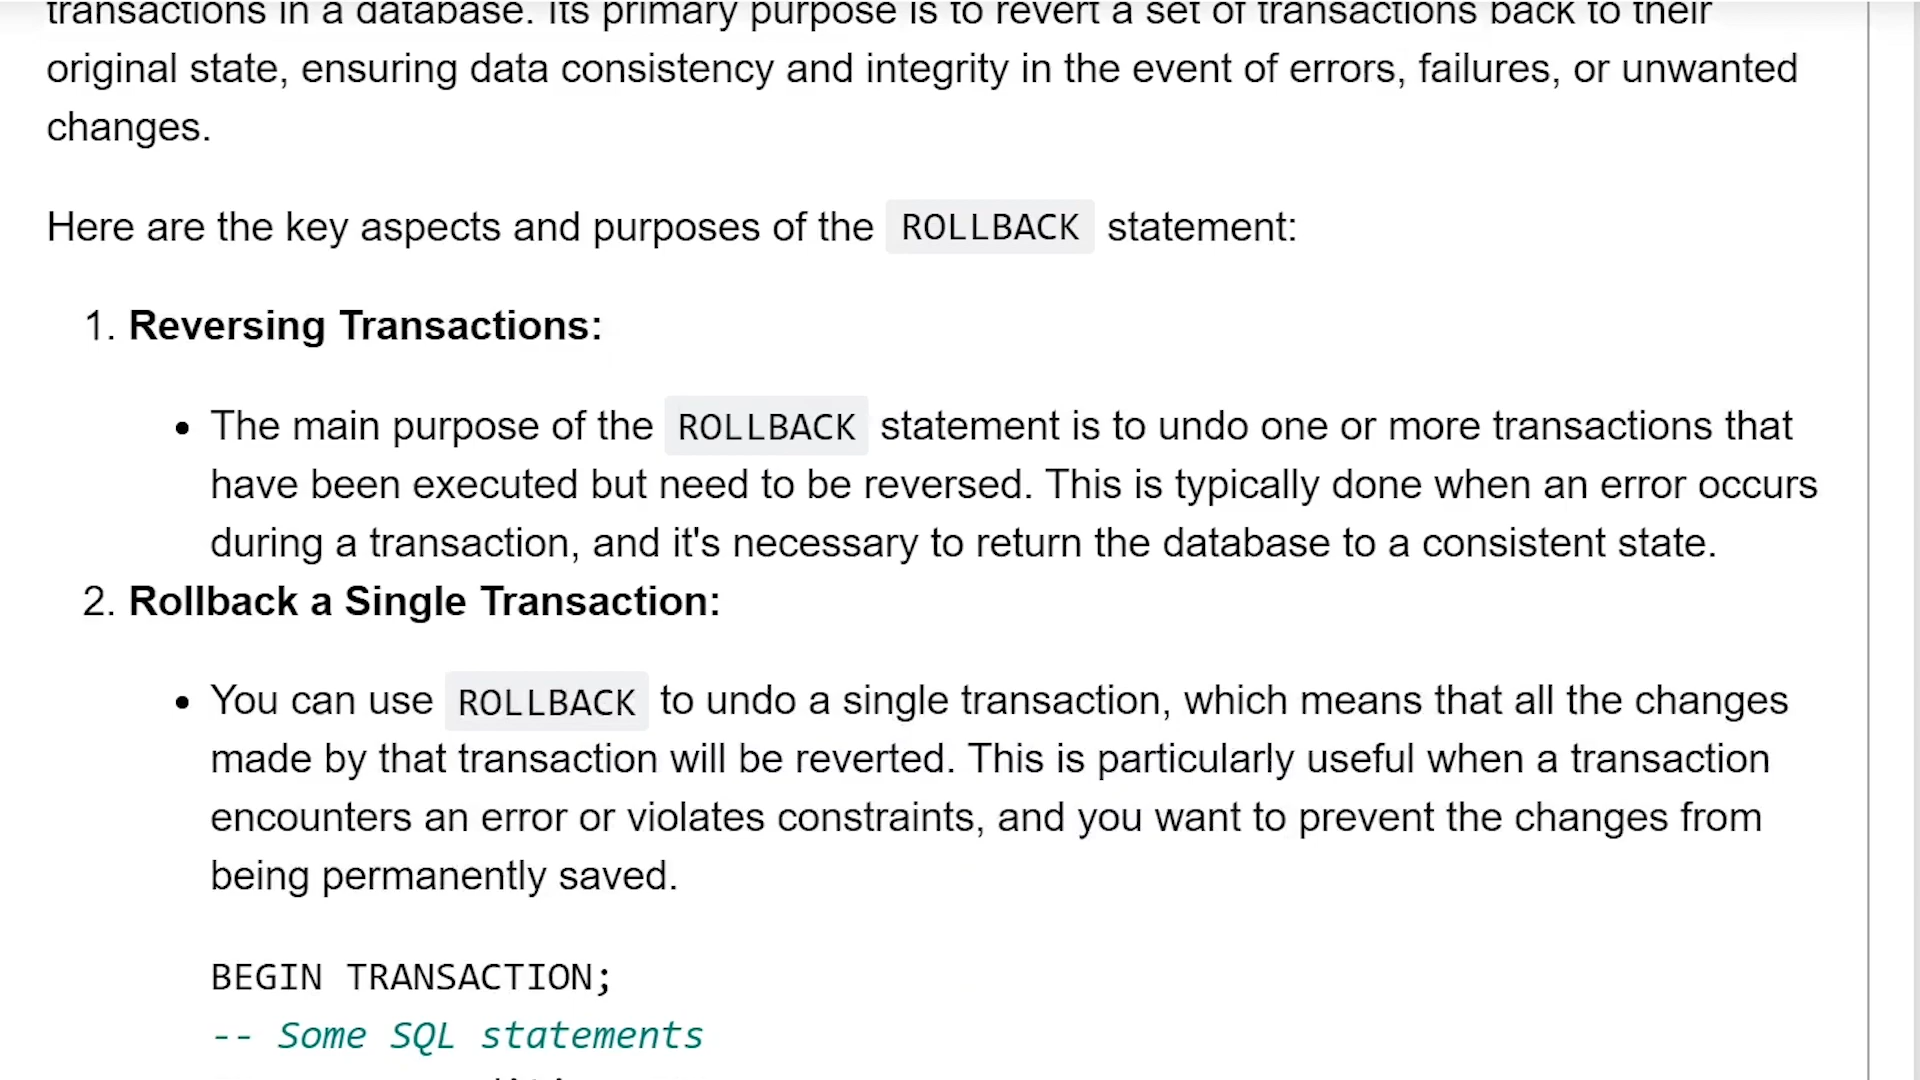 transactions in a database. Its primary purpose is to revert a set of transactions back to their
original state, ensuring data consistency and integrity in the event of errors, failures, or unwanted
changes.
Here are the key aspects and purposes of the ROLLBACK statement:
1. Reversing Transactions:
• The main purpose of the ROLLBACK statement is to undo one or more transactions that
have been executed but need to be reversed. This is typically done when an error occurs
during a transaction, and it's necessary to return the database to a consistent state.
2. Rollback a Single Transaction:
• You can use ROLLBACK to undo a single transaction, which means that all the changes
made by that transaction will be reverted. This is particularly useful when a transaction
encounters an error or violates constraints, and you want to prevent the changes from
being permanently saved.
BEGIN TRANSACTION;
-- Some SQL statements